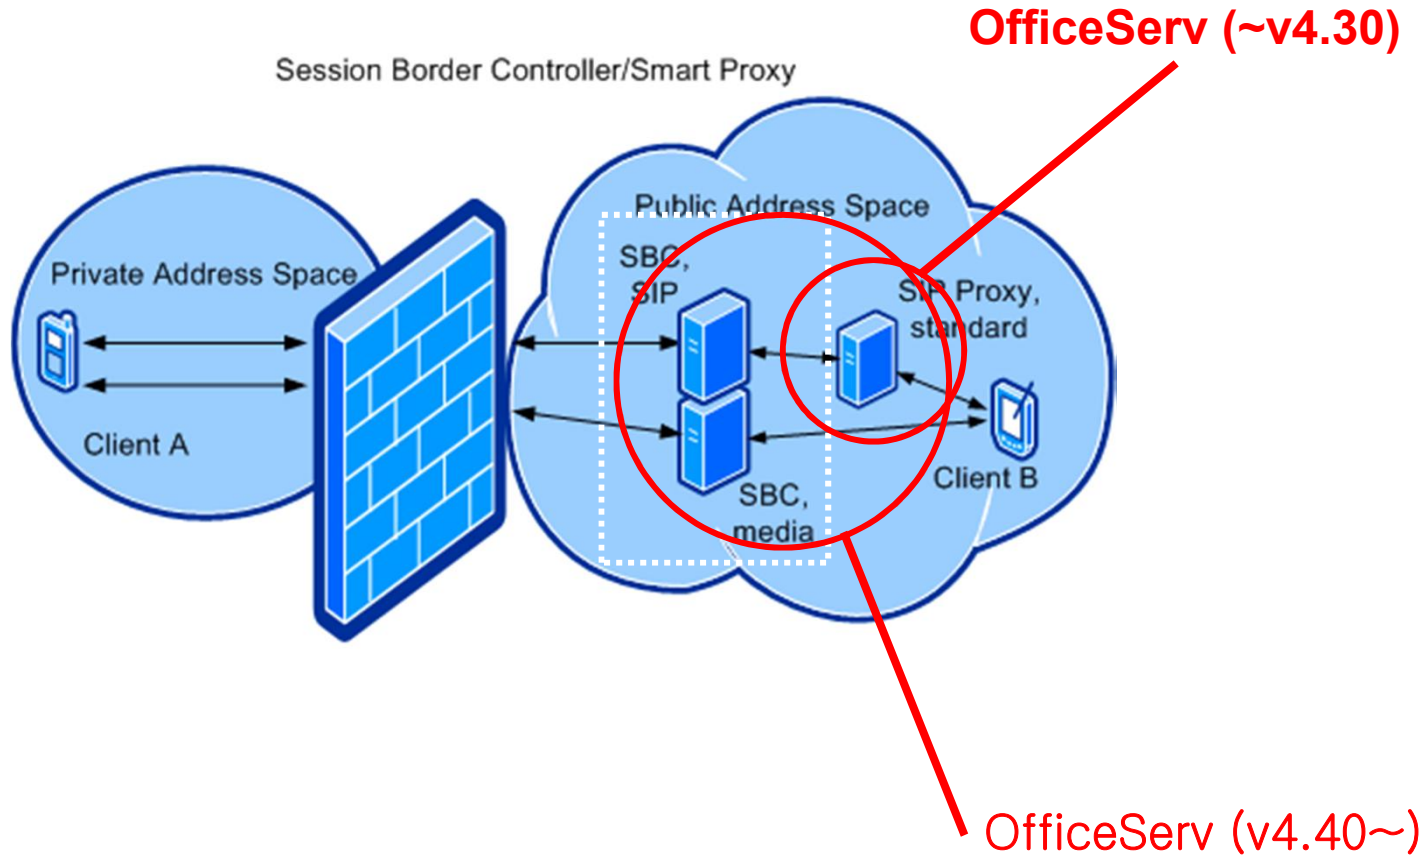 OfficeServ (~v4.30)
Session Border Controller/Smart Proxy
Public Address Space
SBC,
SIP
Private Address Space
SIP Proxy,
standard
Client A
Client B
SBC,
media
OfficeServ (v4.40~)